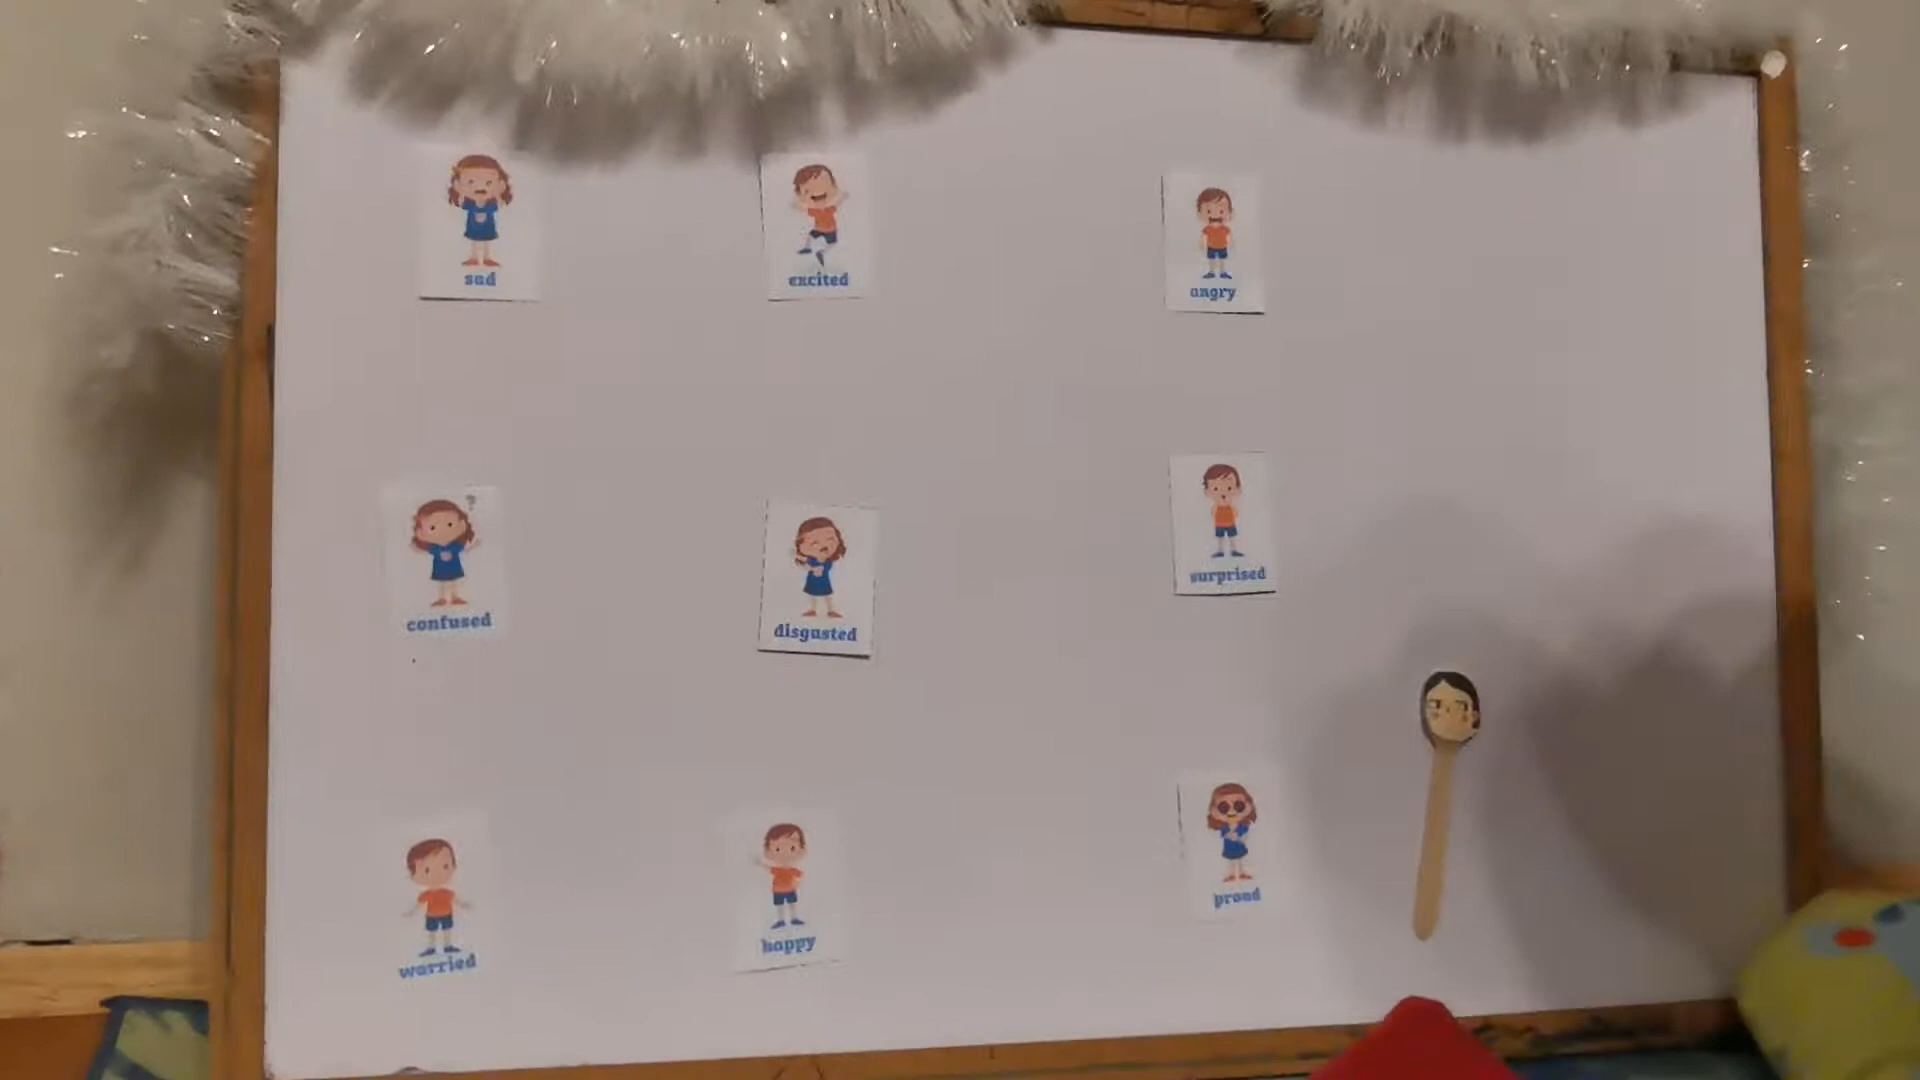 sad
excited
angry
confused
?
disgusted
surprised
worried
happy
proud